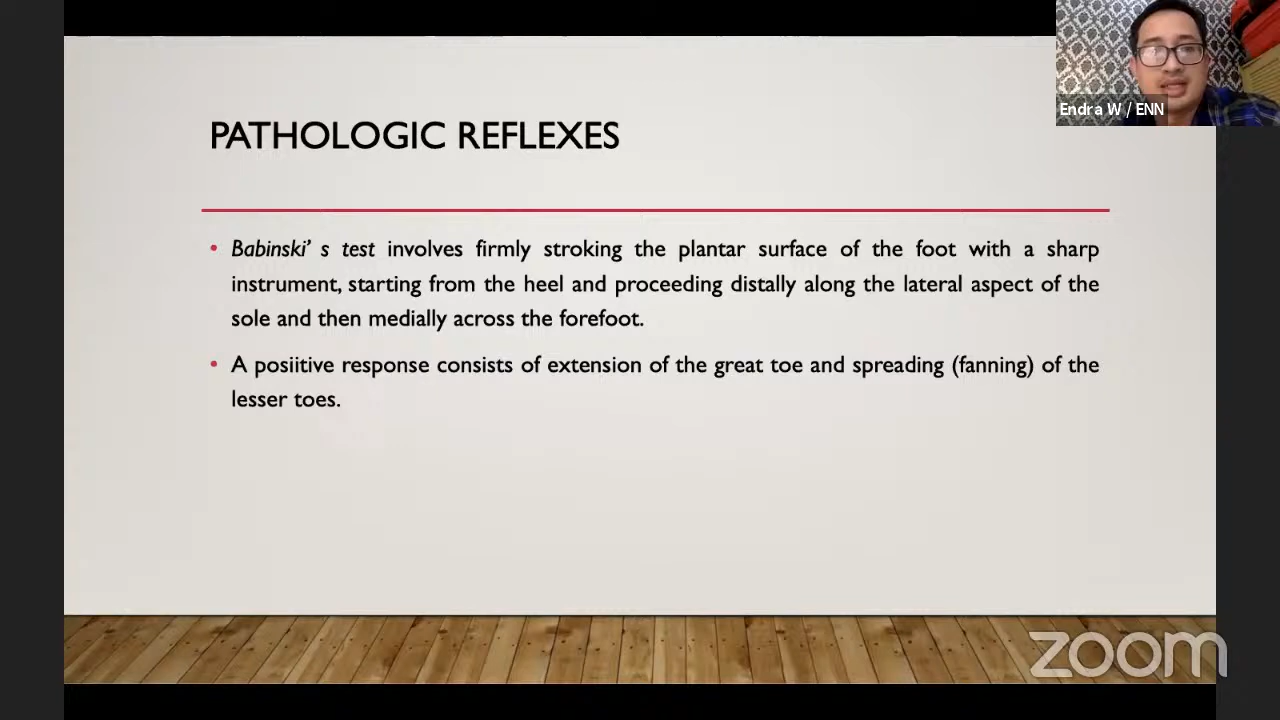 Endra W / ENN
PATHOLOGIC REFLEXES
• Babinski' s test involves firmly stroking the plantar surface of the foot with a sharp
instrument, starting from the heel and proceeding distally along the lateral aspect of the
sole and then medially across the forefoot.
• A posiitive response consists of extension of the great toe and spreading (fanning) of the
lesser toes.
zoom